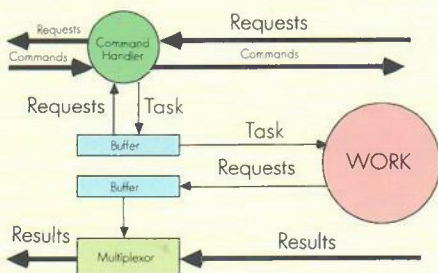 Requests
Requests
Command
Handler
Commands
Commands
Requests
Task
Buffer
Task
Requests
WORK
Buffer
Results
Multiplexor
Results